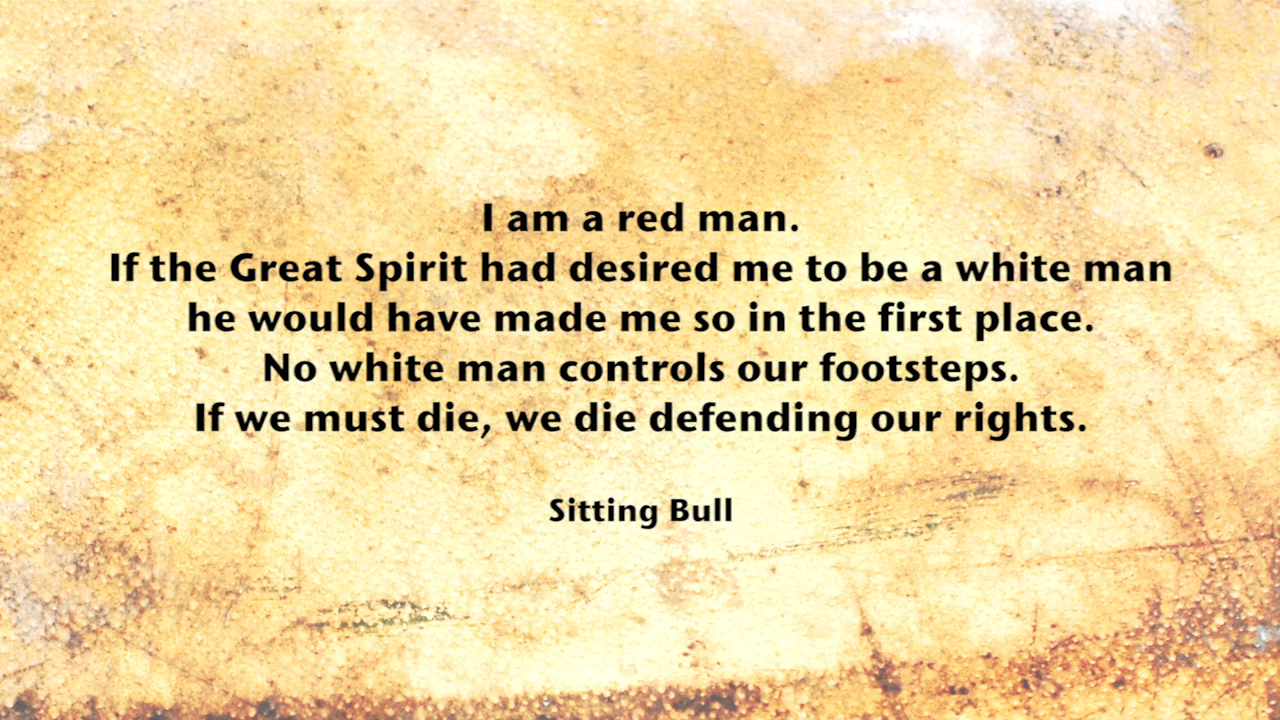 I am a red man.
If the Great Spirit had desired me to be a white man
he would have made me so in the first place.
No white man controls our footsteps.
If we must die, we die defending our rights.
Sitting Bull